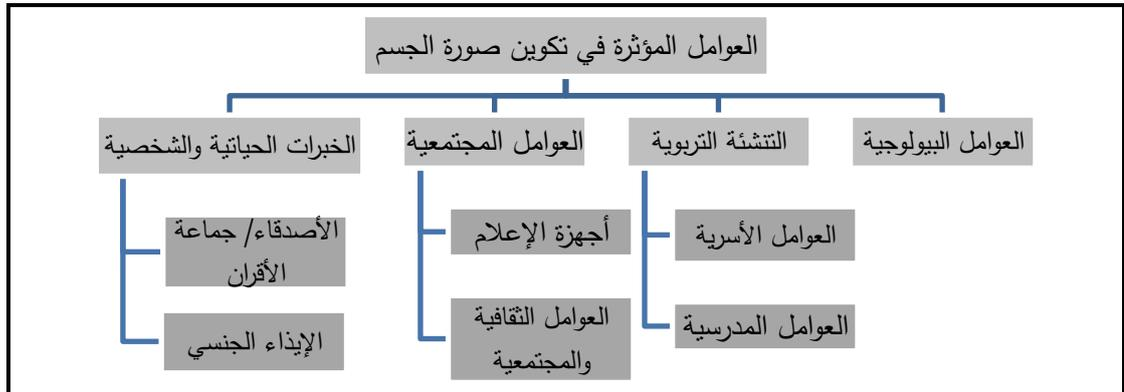 العوامل المؤثرة في تكوين صورة الجسم
العوامل البيولوجية
التنشئة التربوية
العوامل المجتمعية
الخبرات الحياتية والشخصية
العوامل الأسرية
العوامل المدرسية
أجهزة الإعلام
العوامل الثقافية
والمجتمعية
الأصدقاء/ جماعة
الأقران
الإيذاء الجنسي